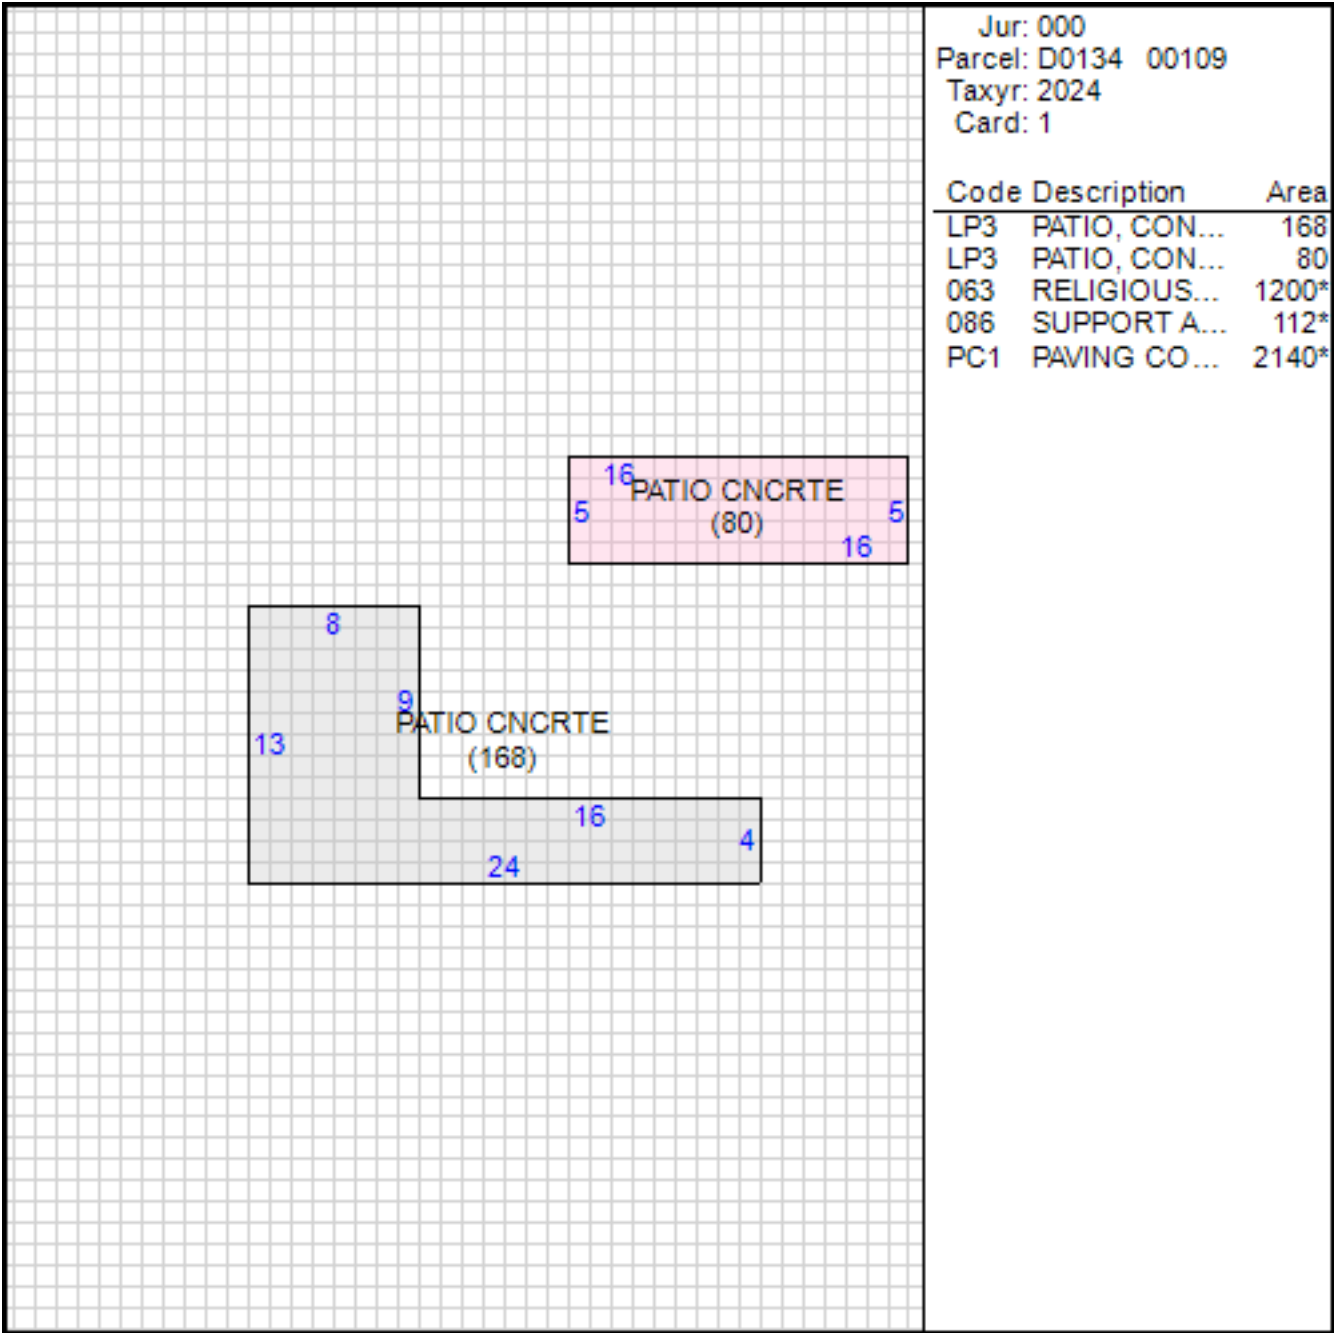 Jur: 000
Parcel: D0134 00109
Taxyr: 2024
Card: 1
Code Description Area
LP3 PATIO, CON... 168
LP3 PATIO, CON... 80
063 RELIGIOUS... 1200*
086 SUPPORT A... 112*
PC1 PAVING CO... 2140*
16
PATIO CNCRTE
5 (80) 5
16
8
9
PATIO CNCRTE
13 (168)
16
4
24